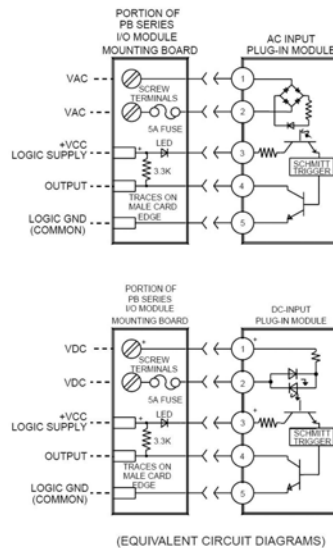 PORTION OF
PB SERIES
I/O MODULE
MOUNTING BOARD
AC INPUT
PLUG-IN MODULE
VAC
1
SCREW
TERMINALS
VAC
2
5A FUSE
+VCC
LOGIC SUPPLY
+
LED
3
3.3K
SCHMITT
TRIGGER
OUTPUT
4
TRACES ON
MALE CARD
EDGE
LOGIC GND
(COMMON)
5
PORTION OF
PB SERIES
I/O MODULE
MOUNTING BOARD
DC-INPUT
PLUG-IN MODULE
VDC
+
1
+
SCREW
TERMINALS
VDC
2
5A FUSE
+VCC
LOGIC SUPPLY
+
LED
3
+
3.3K
SCHMITT
TRIGGER
OUTPUT
4
TRACES ON
MALE CARD
EDGE
LOGIC GND
(COMMON)
5
(EQUIVALENT CIRCUIT DIAGRAMS)